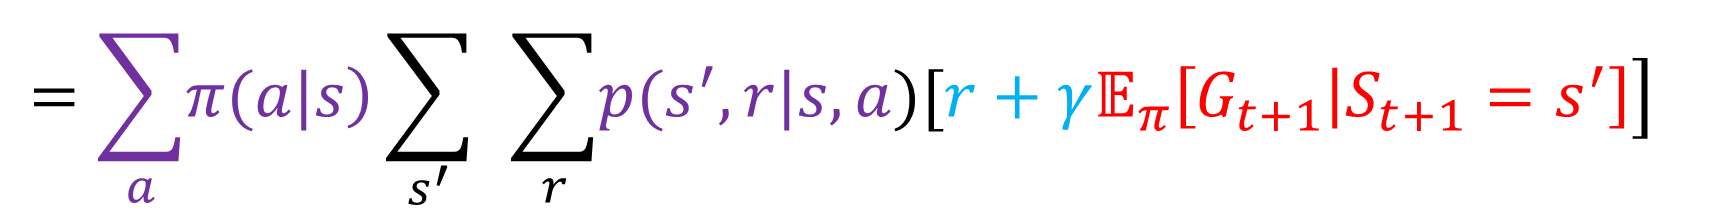 = ∑_a π(a|s) ∑_{s′} ∑_r p(s′, r|s, a)[r + γ𝔼_π[G_{t+1}|S_{t+1} = s′]]